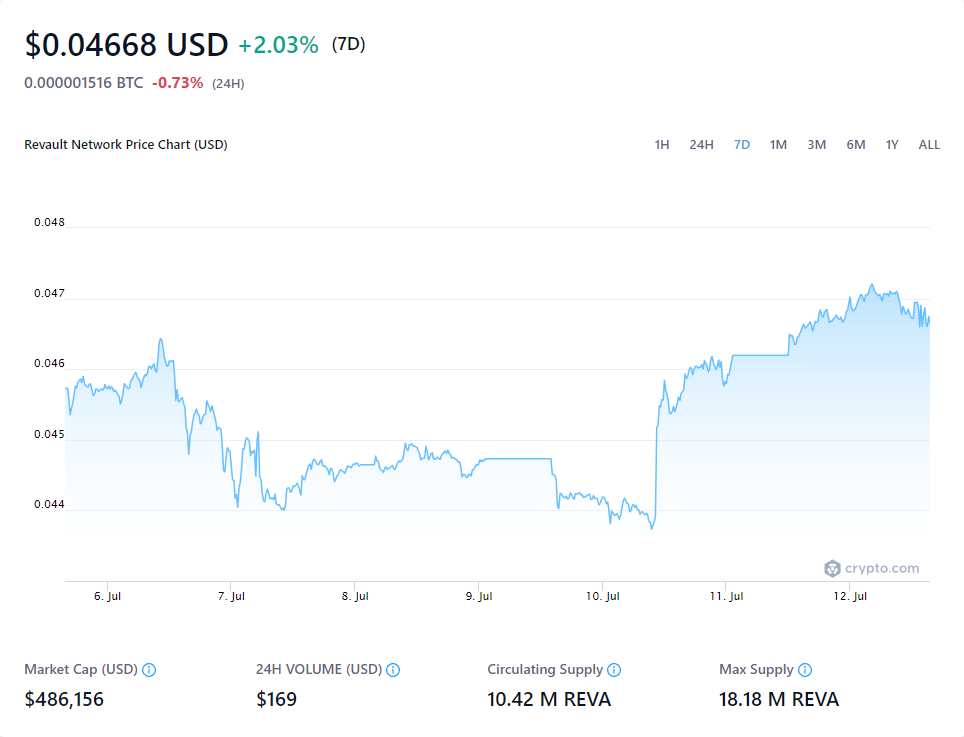 $0.04668 USD +2.03% (7D)
0.000001516 BTC -0.73% (24H)
Revault Network Price Chart (USD)
1H 24H 7D 1M 3M 6M 1Y ALL
0.048
0.047
0.046
0.045
0.044
crypto.com
6. Jul 7. Jul 8. Jul 9. Jul 10. Jul 11. Jul 12. Jul
Market Cap (USD) 24H VOLUME (USD) Circulating Supply Max Supply
$486,156 $169 10.42 M REVA 18.18 M REVA